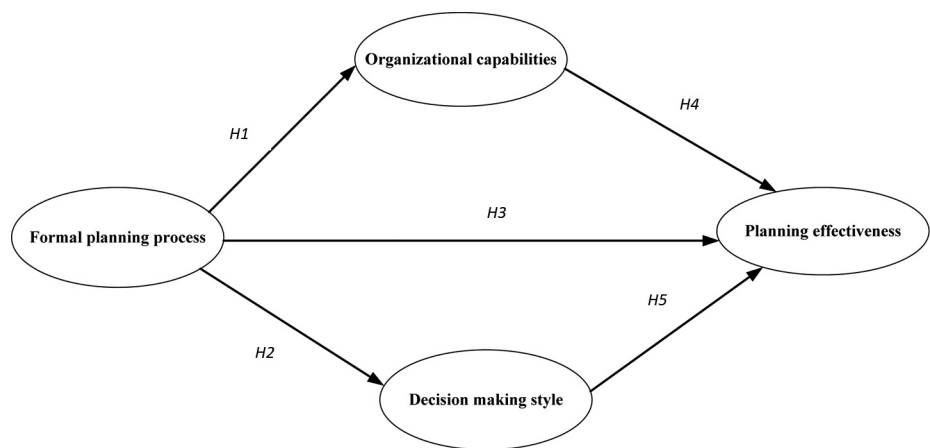 Organizational capabilities
H4
H1
H3
Formal planning process
Planning effectiveness
H5
H2
Decision making style